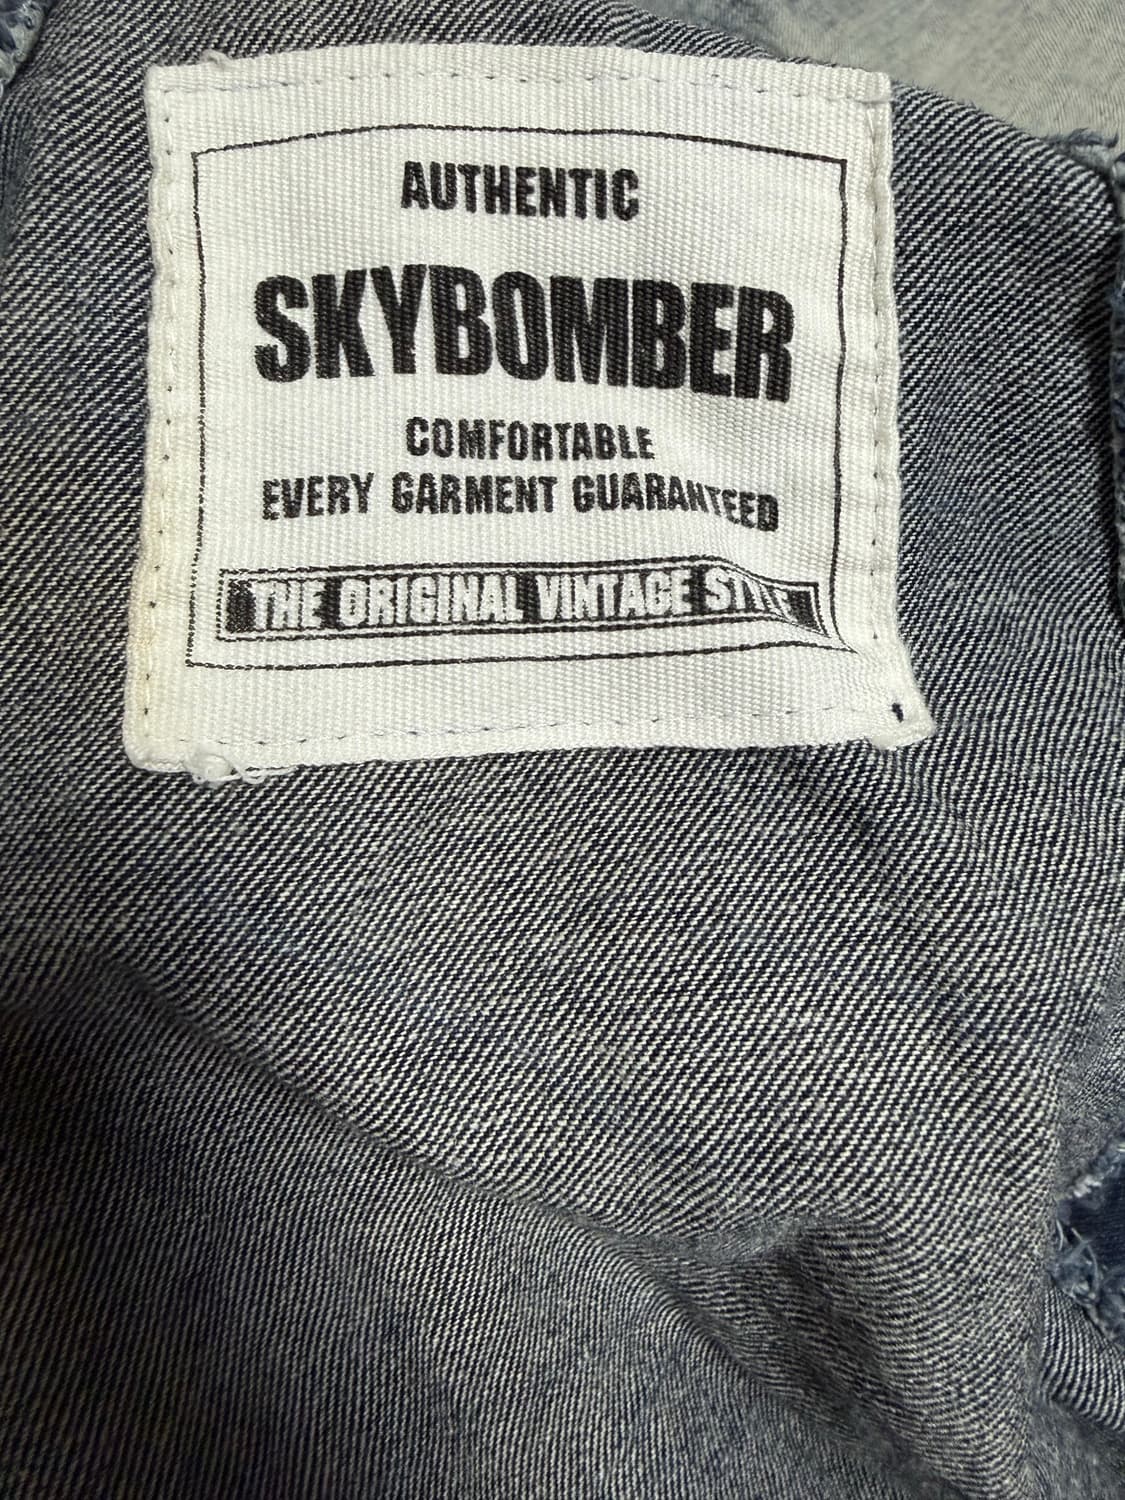 AUTHENTIC
SKYBOMBER
COMFORTABLE
EVERY GARMENT GUARANTEED
THE ORIGINAL VINTAGE STYLE